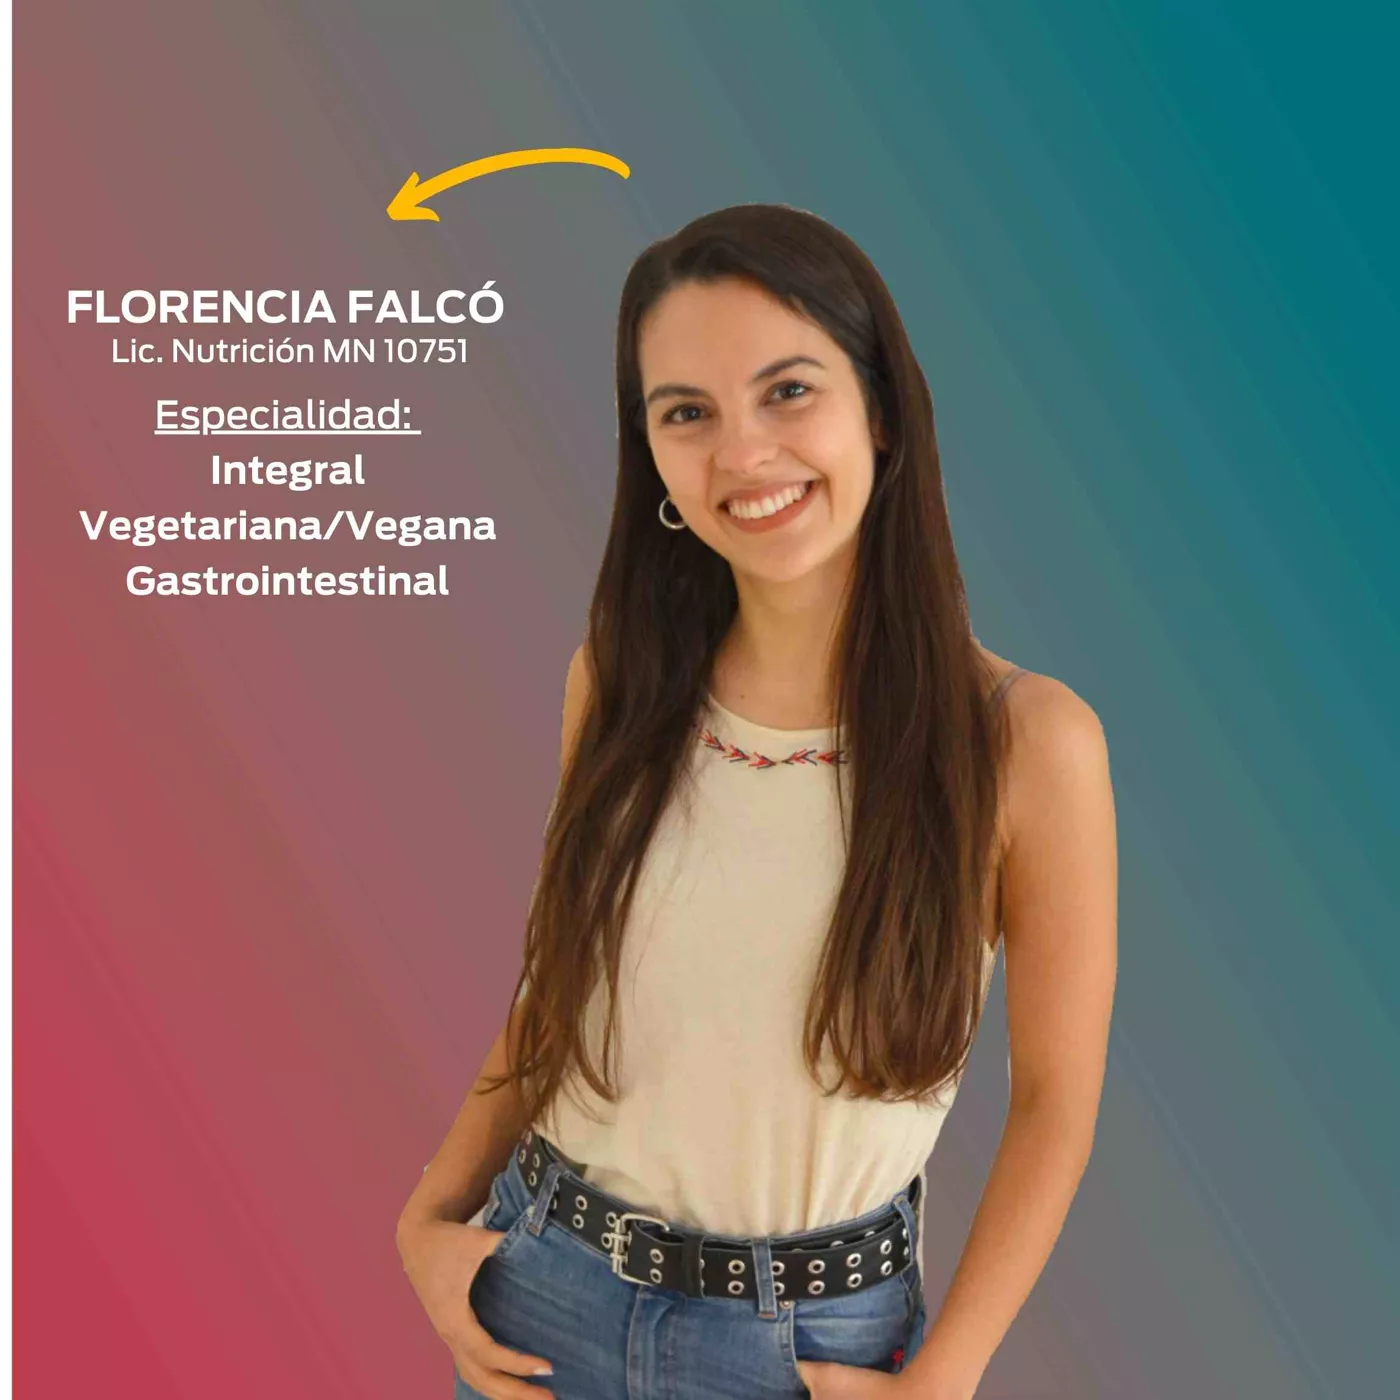 FLORENCIA FALCÓ
Lic. Nutrición MN 10751
Especialidad:
Integral
Vegetariana/Vegana
Gastrointestinal